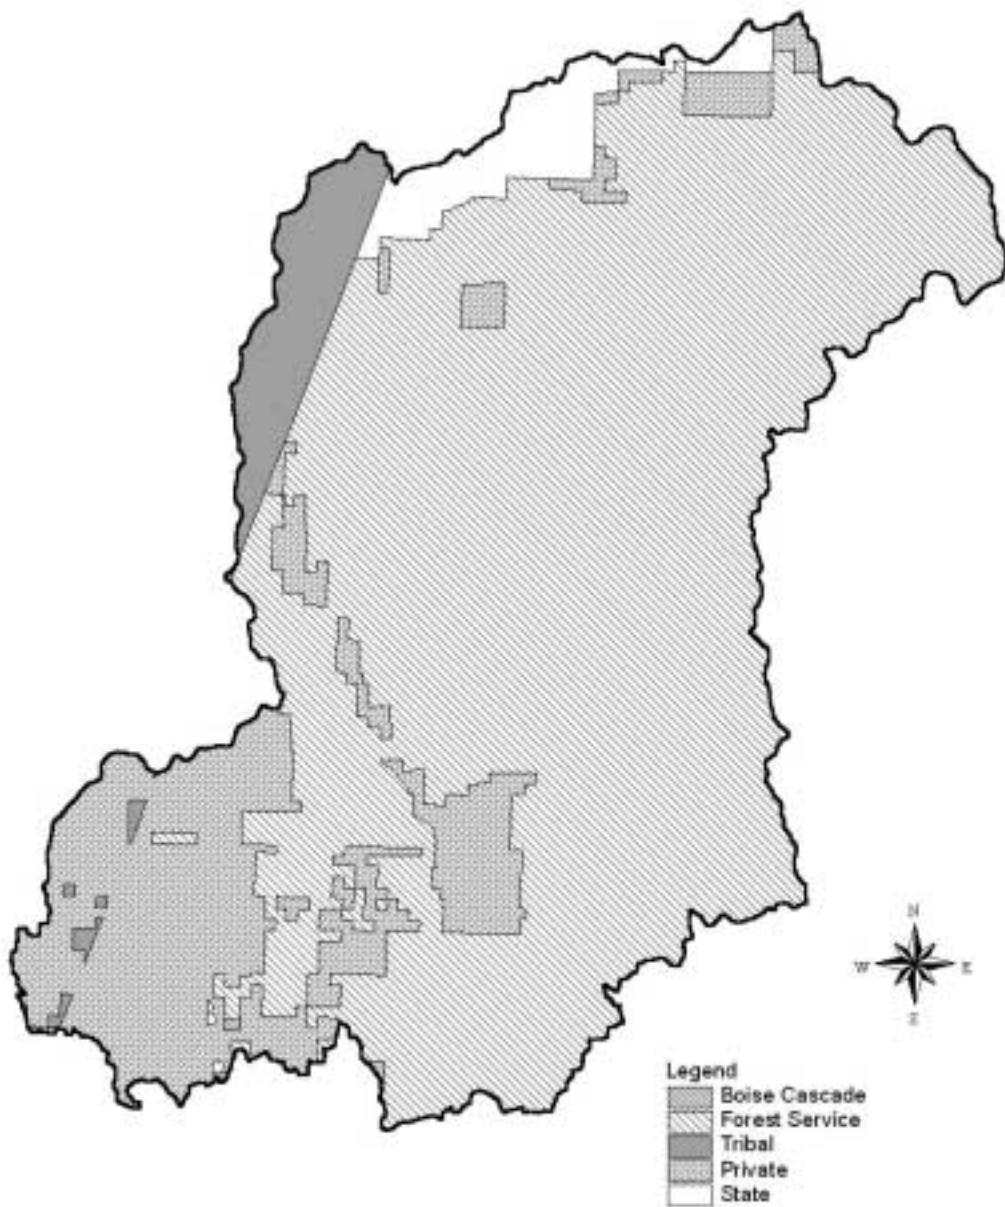 N
W E
S
Legend
Boise Cascade
Forest Service
Tribal
Private
State